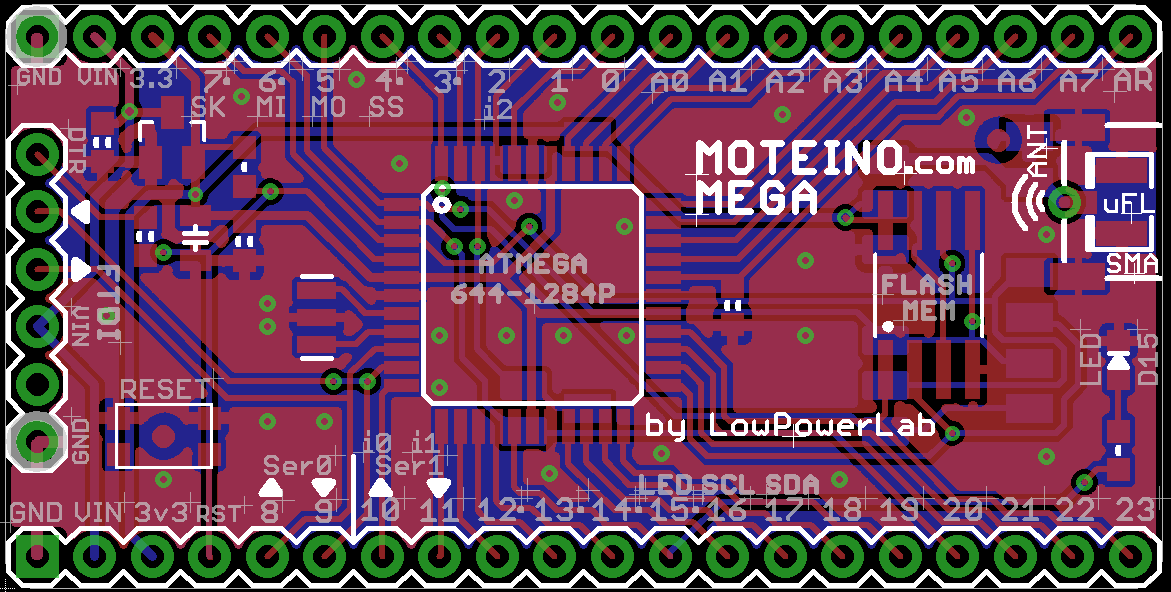 GND VIN 3.3 7. 6. 5 4. 3. 2 1 0 A0 A1 A2 A3 A4 A5 A6 A7 AR
SK MI MO SS i2
DTR
MOTEINO.com
MEGA
ANT
uFL
SMA
ATMEGA
644-1284P
FLASH
MEM
FTDI
VIN
LED
D15
RESET
GND
by LowPowerLab
i0 i1
Ser0 Ser1
LED SCL SDA
GND VIN 3v3 RST 8 9 10 11 12. 13. 14. 15. 16 17 18 19 20 21 22 23